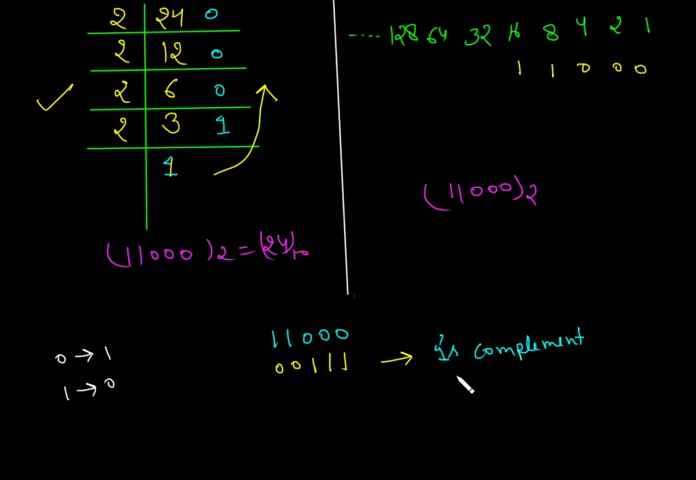 2 24 0
2 12 0
2 6 0
2 3 1
1
(11000)2 = (24)10
---- 128 64 32 16 8 4 2 1
1 1 0 0 0
(11000)2
0 → 1
1 → 0
11000
00111 → 1's complement